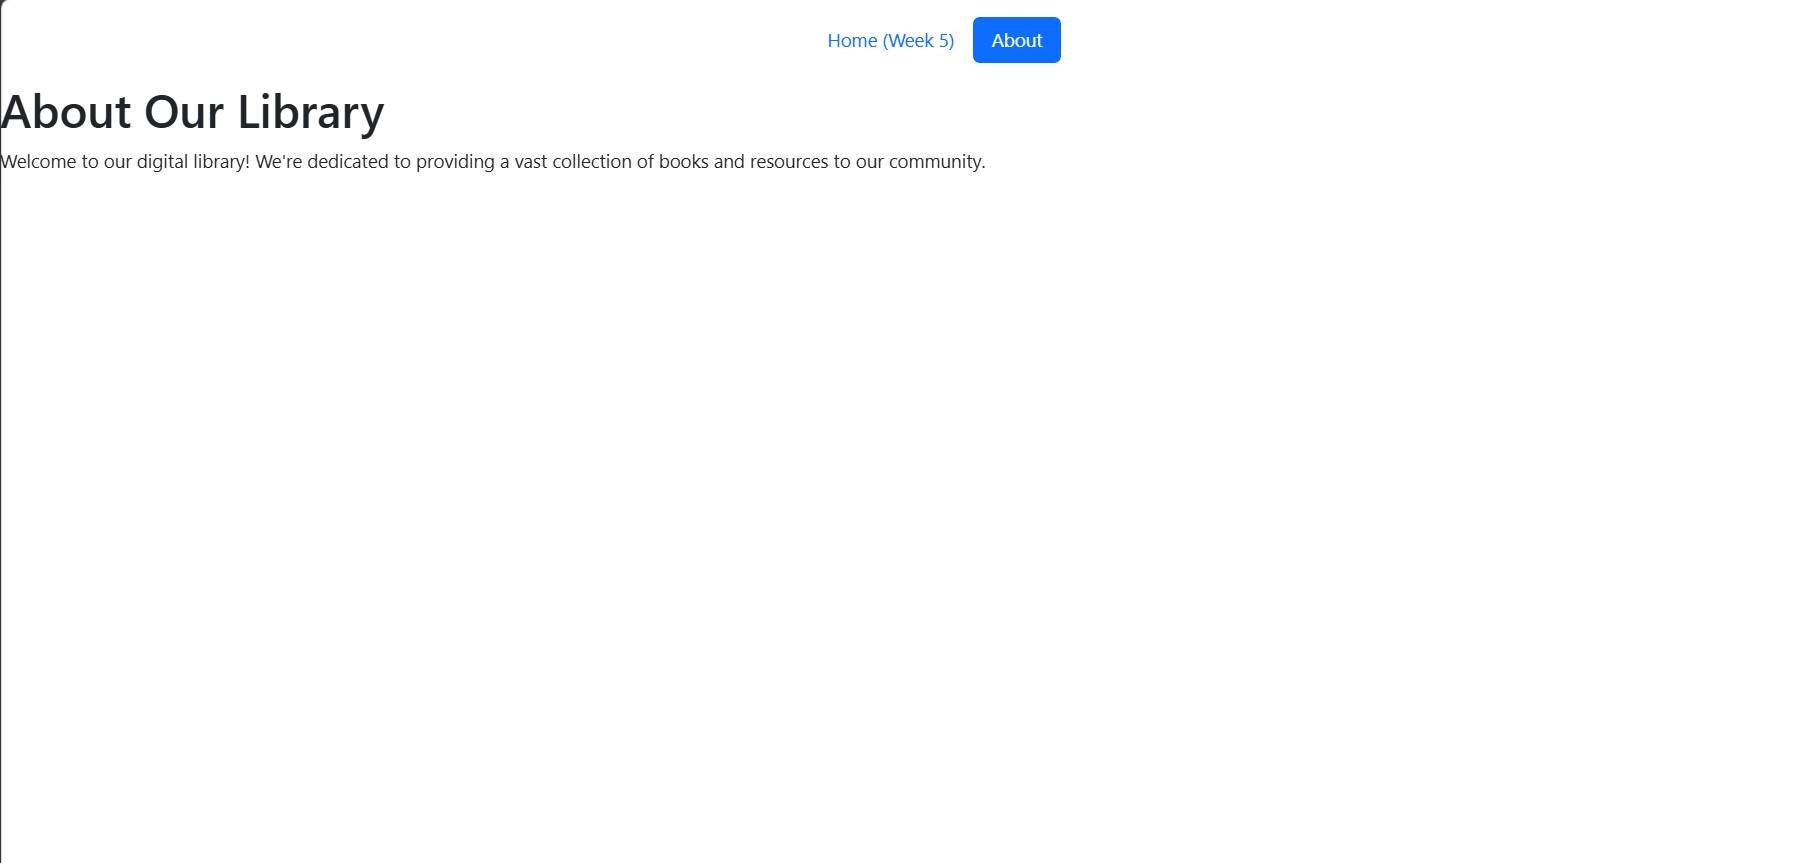 Home (Week 5) About
About Our Library
Welcome to our digital library! We're dedicated to providing a vast collection of books and resources to our community.